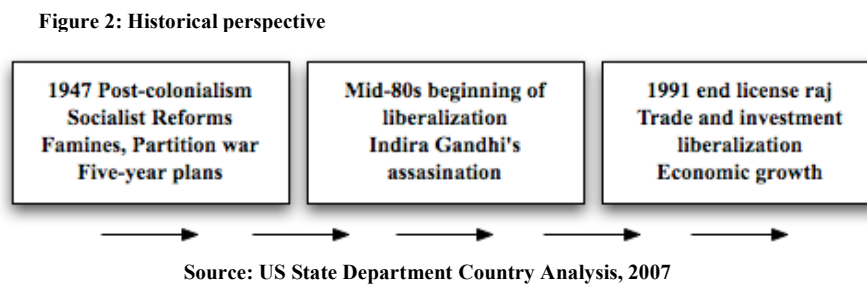 Figure 2: Historical perspective
1947 Post-colonialism
Socialist Reforms
Famines, Partition war
Five-year plans
Mid-80s beginning of
liberalization
Indira Gandhi's
assasination
1991 end license raj
Trade and investment
liberalization
Economic growth
Source: US State Department Country Analysis, 2007